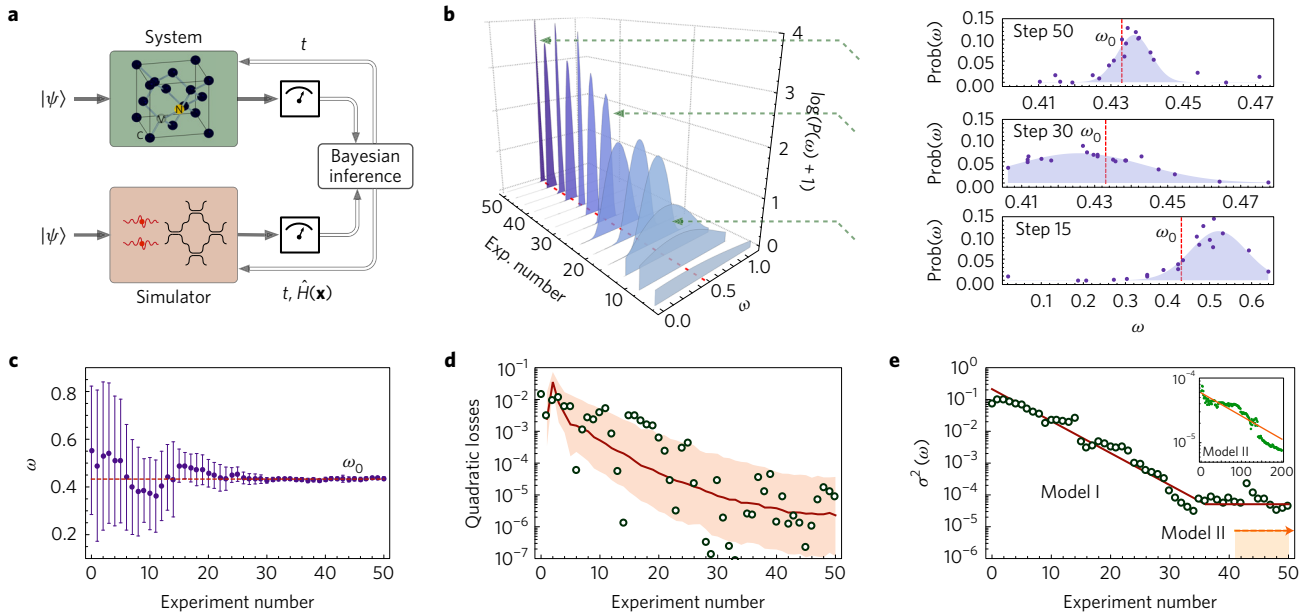 a
System
t
|ψ⟩
N
V
C
Bayesian
inference
|ψ⟩
Simulator
t, Ĥ(x)
b
4
3
2
1
0
log(P(ω) + 1)
50
40
30
20
10
Exp. number
0.0
0.5
1.0
ω
Step 50
ω0
Prob(ω)
0.15
0.10
0.05
0.00
0.41 0.43 0.45 0.47
Step 30
ω0
Prob(ω)
0.15
0.10
0.05
0.00
0.41 0.43 0.45 0.47
Step 15
ω0
Prob(ω)
0.15
0.10
0.05
0.00
0.1 0.2 0.3 0.4 0.5 0.6
ω
c
ω
0.8
0.6
0.4
0.2
ω0
0 10 20 30 40 50
Experiment number
d
Quadratic losses
10⁻¹
10⁻²
10⁻³
10⁻⁴
10⁻⁵
10⁻⁶
10⁻⁷
0 10 20 30 40 50
Experiment number
e
σ² (ω)
10⁰
10⁻¹
10⁻²
10⁻³
10⁻⁴
10⁻⁵
10⁻⁶
10⁻⁴
10⁻⁵
Model II
0 100 200
Model I
Model II
0 10 20 30 40 50
Experiment number